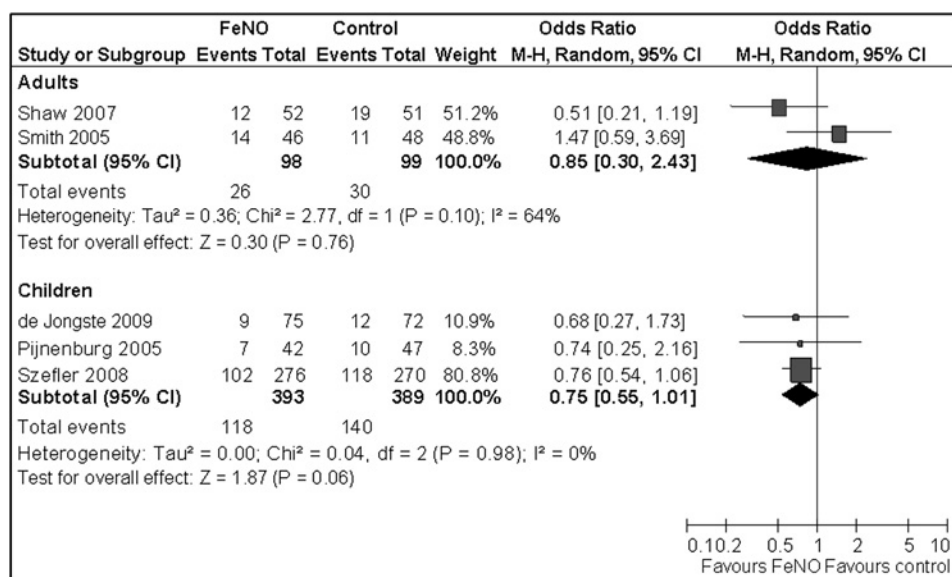 FeNO Control Odds Ratio Odds Ratio
Study or Subgroup Events Total Events Total Weight M-H, Random, 95% CI M-H, Random, 95% CI
Adults
Shaw 2007 12 52 19 51 51.2% 0.51 [0.21, 1.19]
Smith 2005 14 46 11 48 48.8% 1.47 [0.59, 3.69]
Subtotal (95% CI) 98 99 100.0% 0.85 [0.30, 2.43]
Total events 26 30
Heterogeneity: Tau² = 0.36; Chi² = 2.77, df = 1 (P = 0.10); I² = 64%
Test for overall effect: Z = 0.30 (P = 0.76)
Children
de Jongste 2009 9 75 12 72 10.9% 0.68 [0.27, 1.73]
Pijnenburg 2005 7 42 10 47 8.3% 0.74 [0.25, 2.16]
Szefler 2008 102 276 118 270 80.8% 0.76 [0.54, 1.06]
Subtotal (95% CI) 393 389 100.0% 0.75 [0.55, 1.01]
Total events 118 140
Heterogeneity: Tau² = 0.00; Chi² = 0.04, df = 2 (P = 0.98); I² = 0%
Test for overall effect: Z = 1.87 (P = 0.06)
0.1 0.2 0.5 1 2 5 10
Favours FeNO Favours control